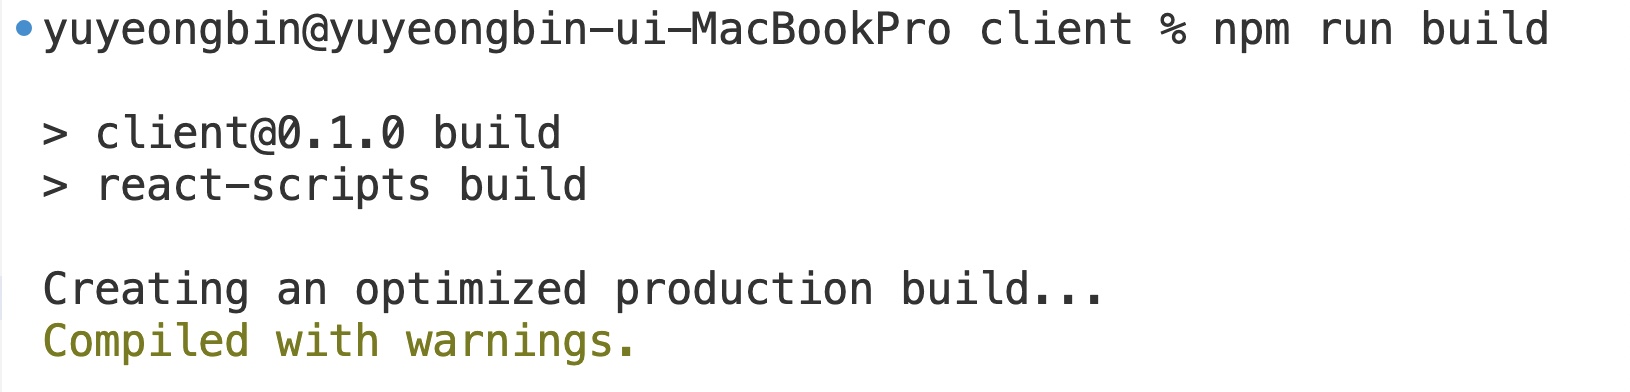 yuyeongbin@yuyeongbin-ui-MacBookPro client % npm run build
> client@0.1.0 build
> react-scripts build
Creating an optimized production build...
Compiled with warnings.